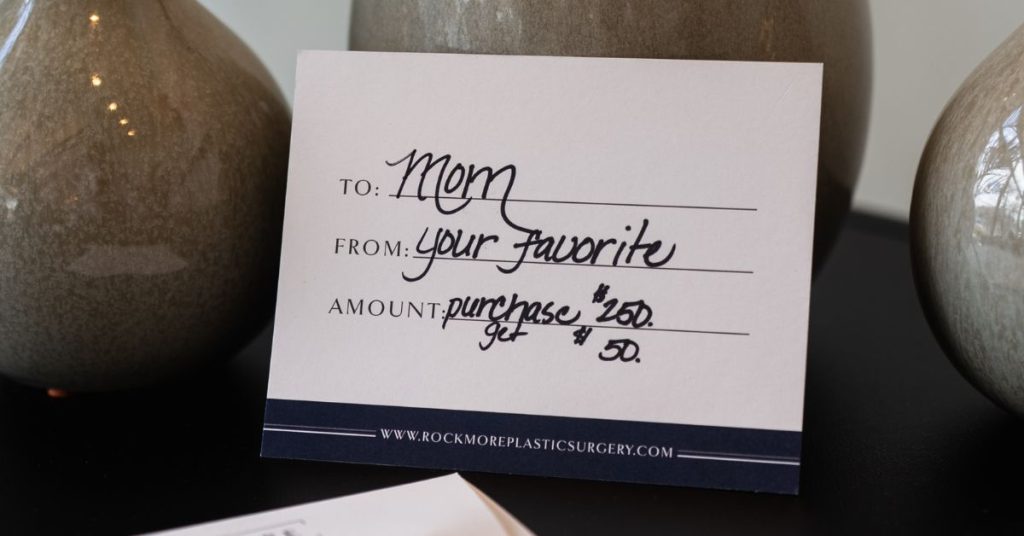 TO: Mom
FROM: your favorite
AMOUNT: purchase $250.
get $50.
WWW.ROCKMOREPLASTICSURGERY.COM